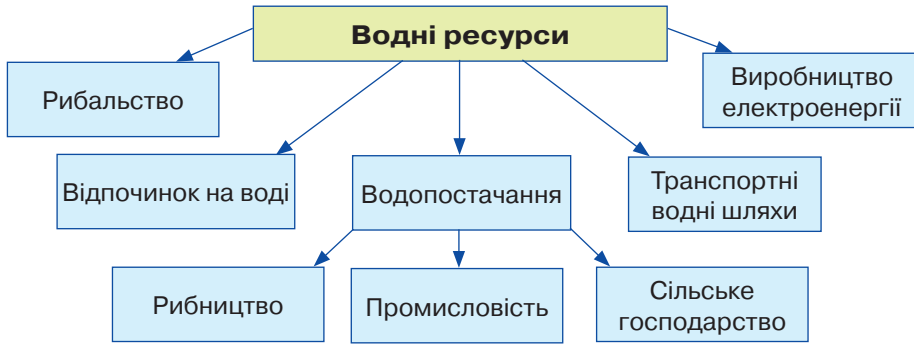 Водні ресурси
Рибальство
Виробництво
електроенергії
Відпочинок на воді
Водопостачання
Транспортні
водні шляхи
Рибництво
Промисловість
Сільське
господарство